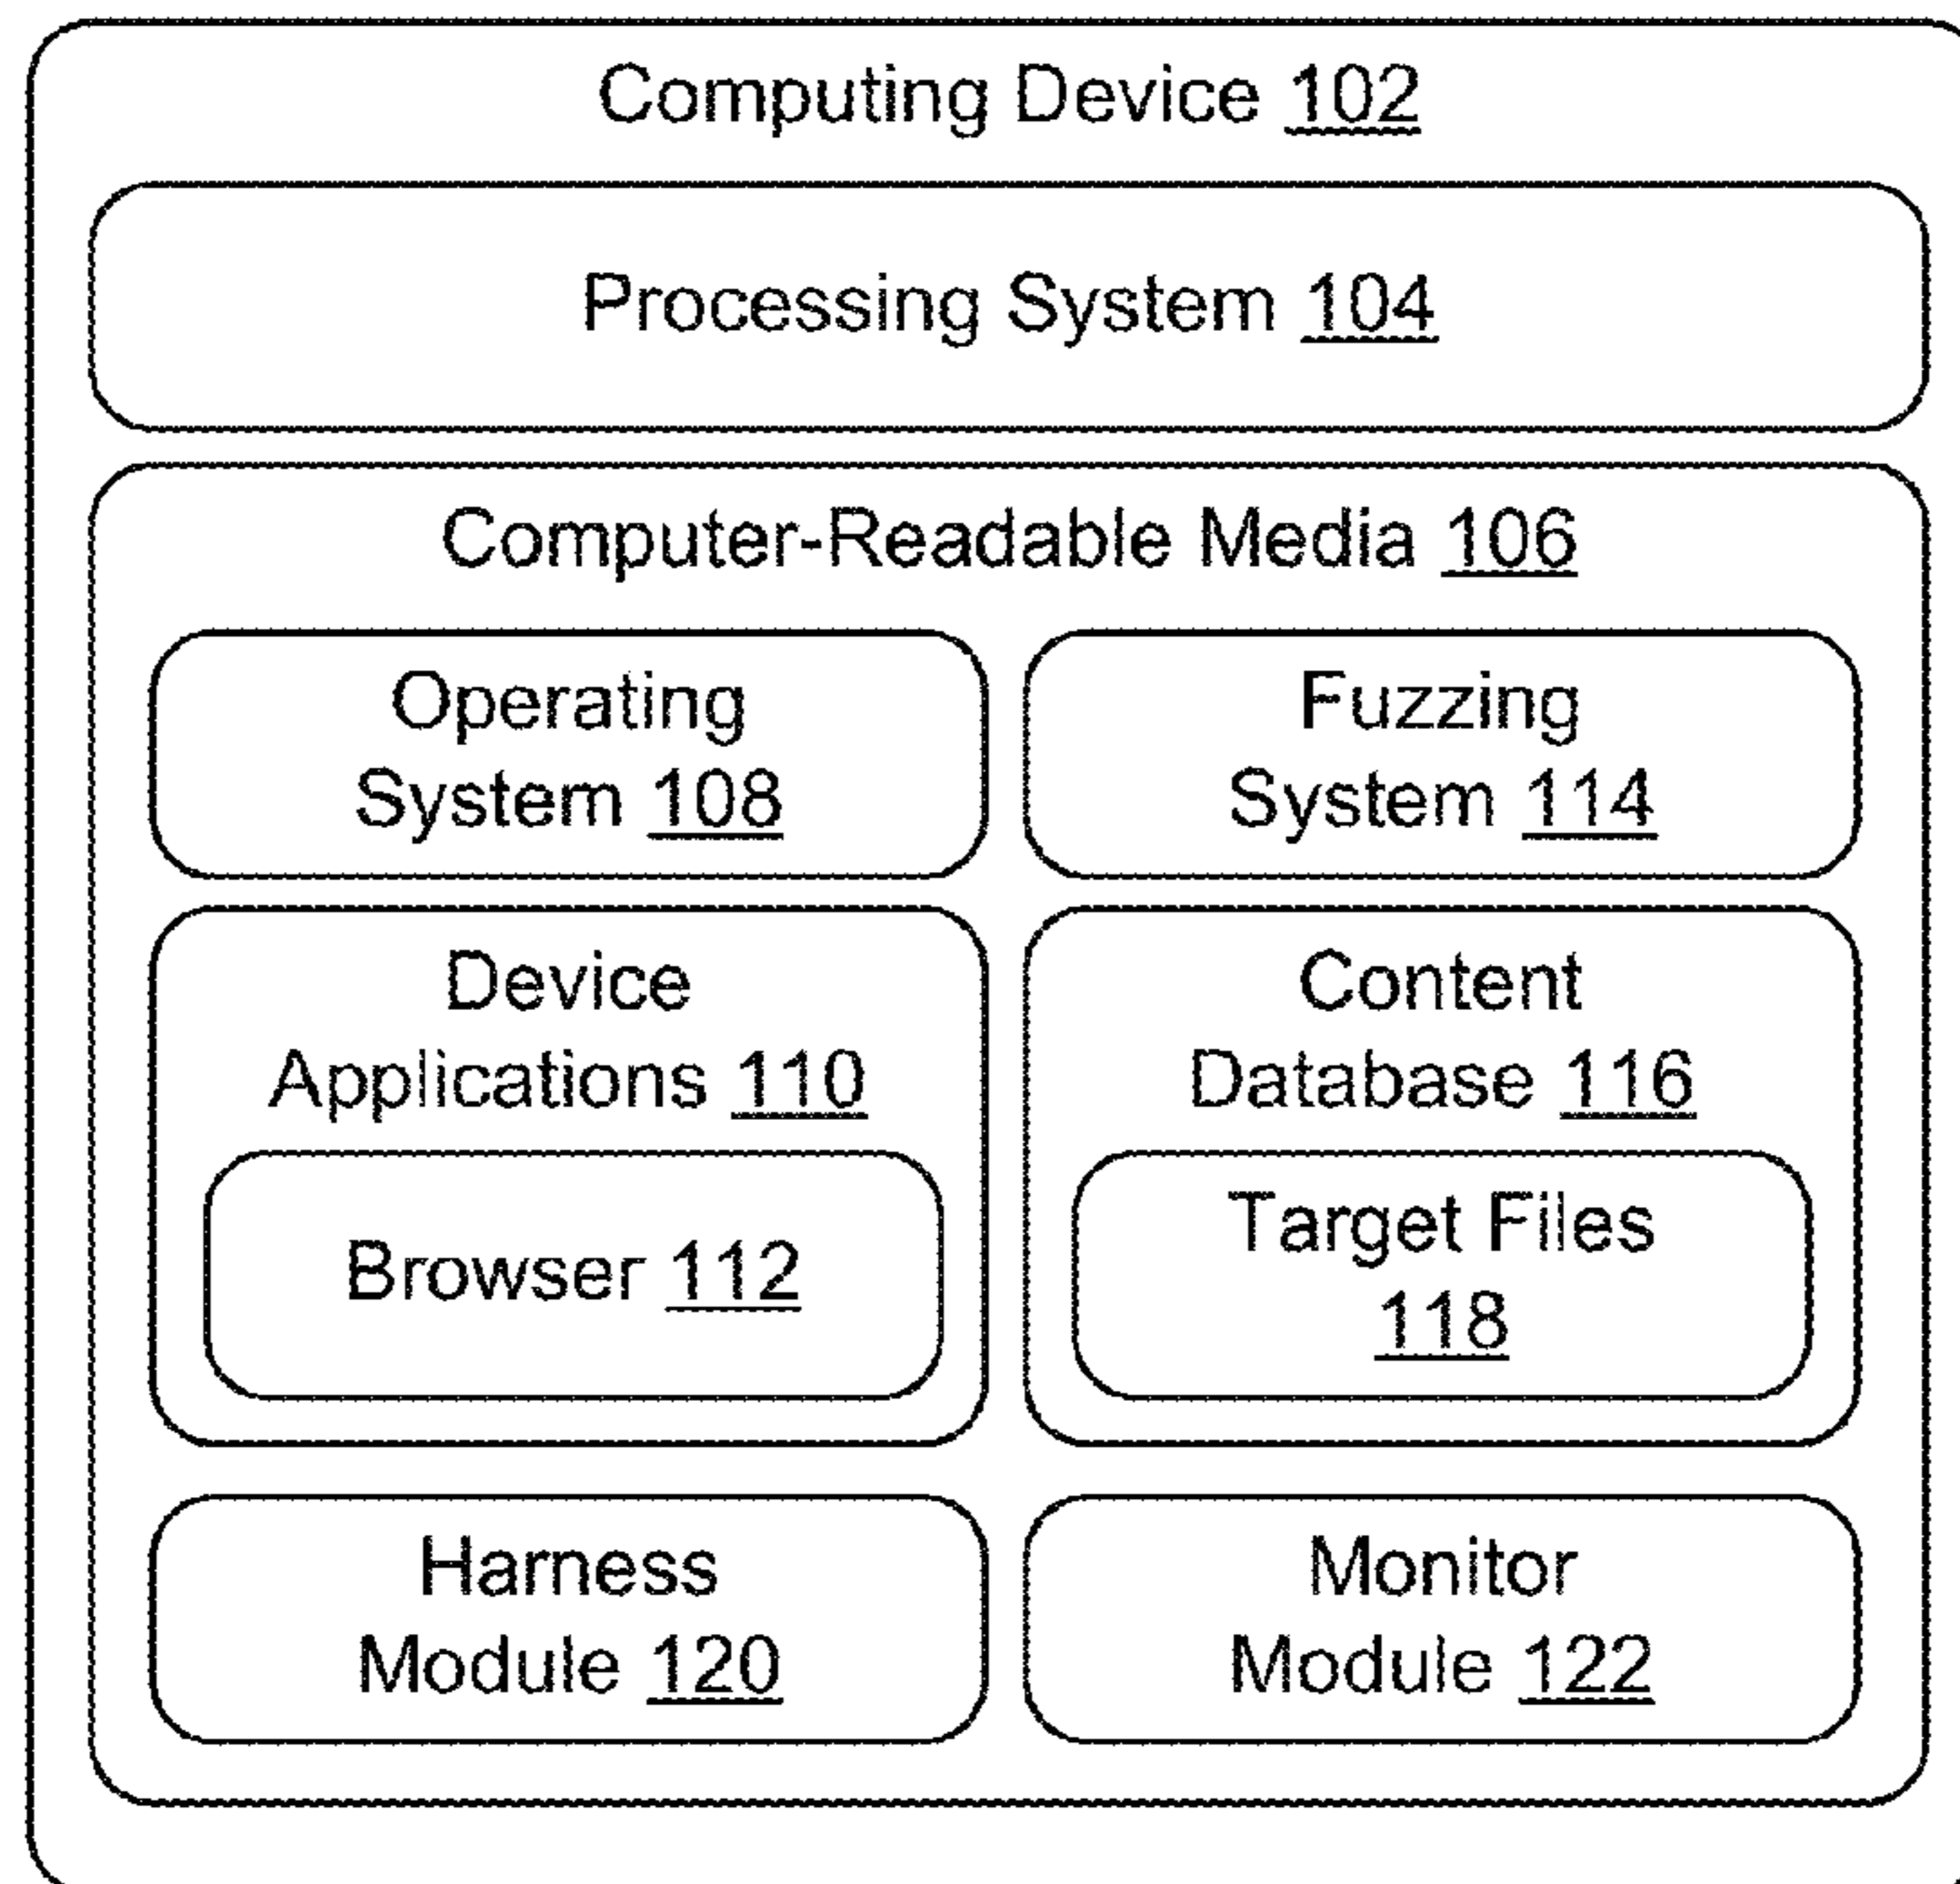 Computing Device 102
Processing System 104
Computer-Readable Media 106
Operating
System 108
Fuzzing
System 114
Device
Applications 110
Browser 112
Content
Database 116
Target Files
118
Harness
Module 120
Monitor
Module 122